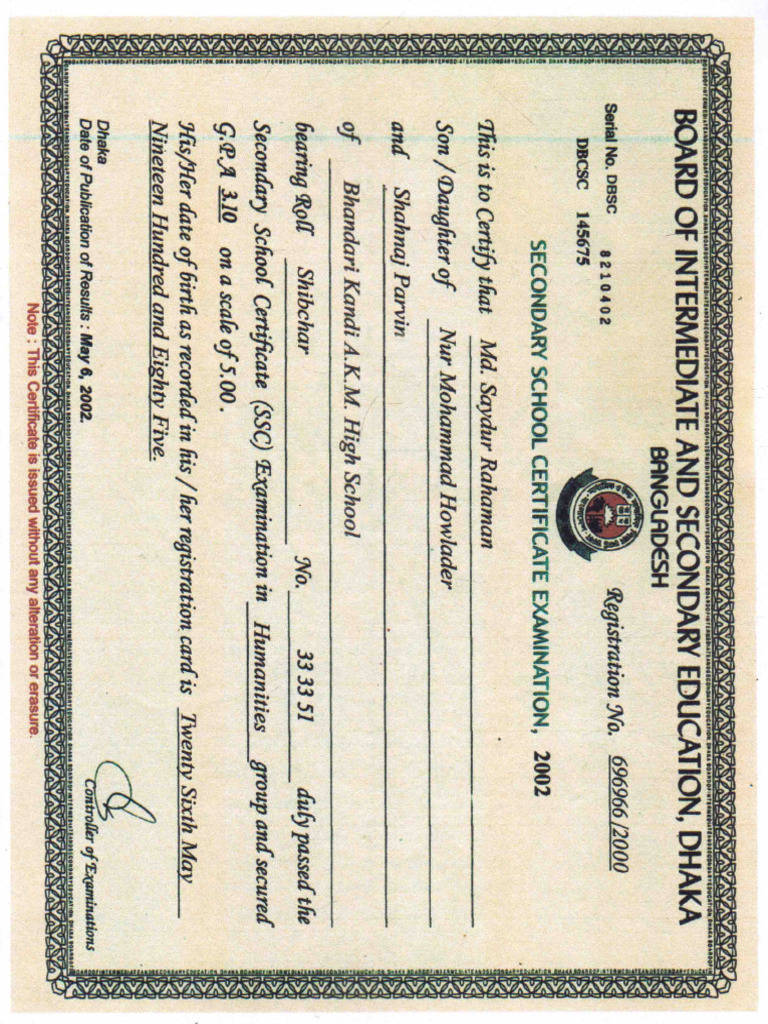 BOARD OF INTERMEDIATE AND SECONDARY EDUCATION, DHAKA
BANGLADESH
Serial No. DBSC 8210402
DBCSC 145675
Registration No. 696966/2000
SECONDARY SCHOOL CERTIFICATE EXAMINATION, 2002
This is to Certify that Md. Saydur Rahaman
Son / Daughter of Nur Mohammad Howlader
and Shahnaj Parvin
of Bhandari Kandi A.K.M. High School
bearing Roll Shibchar No. 33 33 51 duly passed the
Secondary School Certificate (SSC) Examination in Humanities group and secured
G.P.A 3.10 on a scale of 5.00.
His/Her date of birth as recorded in his / her registration card is Twenty Sixth May
Nineteen Hundred and Eighty Five.
Dhaka
Date of Publication of Results : May 6, 2002.
Controller of Examinations
Note : This Certificate is issued without any alteration or erasure.